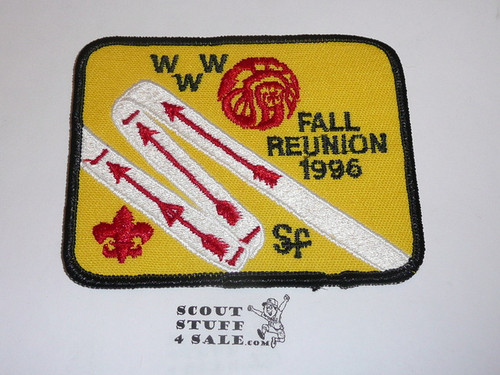 W W W
FALL
REUNION
1996
Sf
SCOUT
STUFF
4 SALE.COM